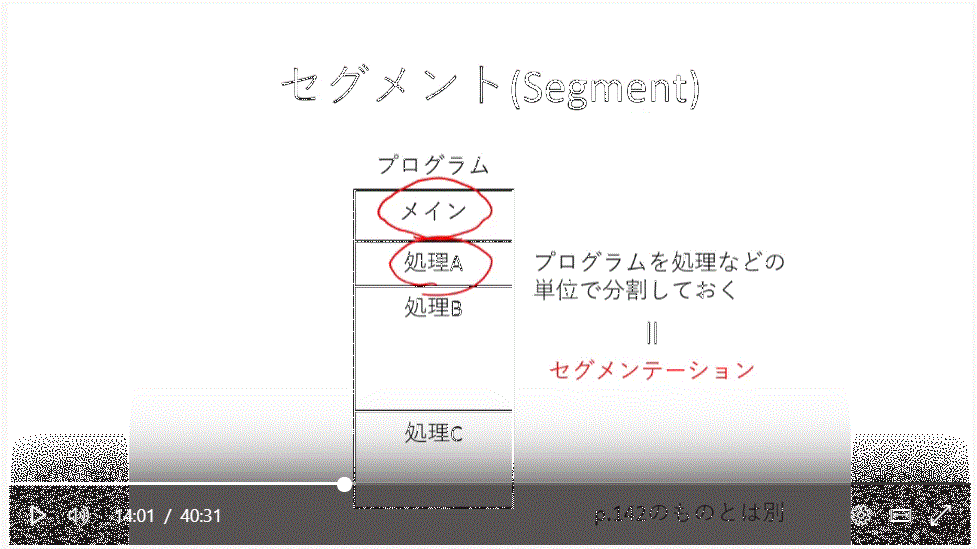 セグメント(Segment)
プログラム
メイン
処理A
処理B
処理C
プログラムを処理などの
単位で分割しておく
||
セグメンテーション
p.142のものとは別
14:01 / 40:31